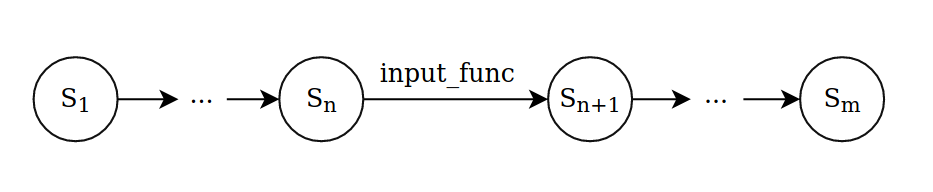 input_func
S1 ... Sn Sn+1 ... Sm